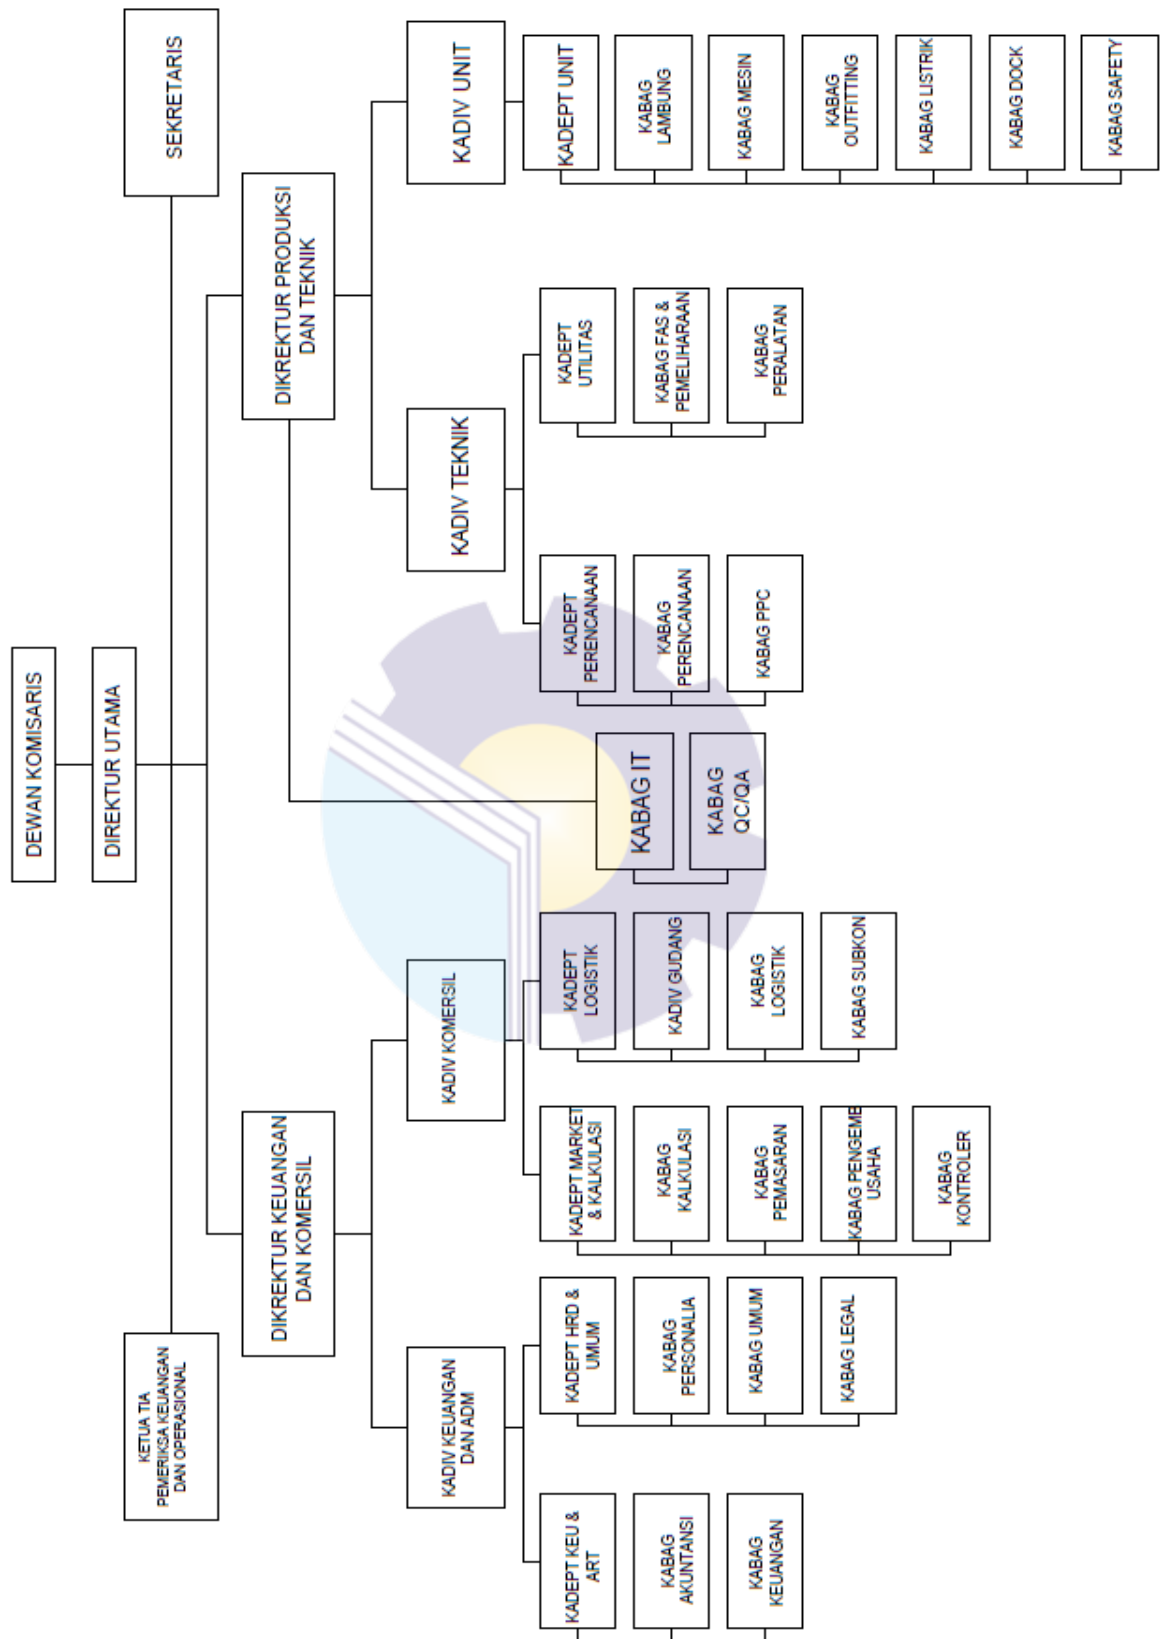 DEWAN KOMISARIS
DIREKTUR UTAMA
KETUA TIA
PEMERIKSA KEUANGAN
DAN OPERASIONAL
SEKRETARIS
DIKREKTUR KEUANGAN
DAN KOMERSIL
DIKREKTUR PRODUKSI
DAN TEKNIK
KADIV KEUANGAN
DAN ADM
KADIV KOMERSIL
KADIV TEKNIK
KADIV UNIT
KADEPT KEU &
ART
KABAG
AKUNTANSI
KABAG
KEUANGAN
KADEPT HRD &
UMUM
KABAG
PERSONALIA
KABAG UMUM
KABAG LEGAL
KADEPT MARKET
& KALKULASI
KABAG
KALKULASI
KABAG
PEMASARAN
KABAG PENGEMB
USAHA
KABAG
KONTROLER
KADEPT
LOGISTIK
KADIV GUDANG
KABAG
LOGISTIK
KABAG SUBKON
KABAG IT
KABAG
QC/QA
KADEPT
PERENCANAAN
KABAG
PERENCANAAN
KABAG PPC
KADEPT
UTILITAS
KABAG FAS &
PEMELIHARAAN
KABAG
PERALATAN
KADEPT UNIT
KABAG
LAMBUNG
KABAG MESIN
KABAG
OUTFITTING
KABAG LISTRIK
KABAG DOCK
KABAG SAFETY